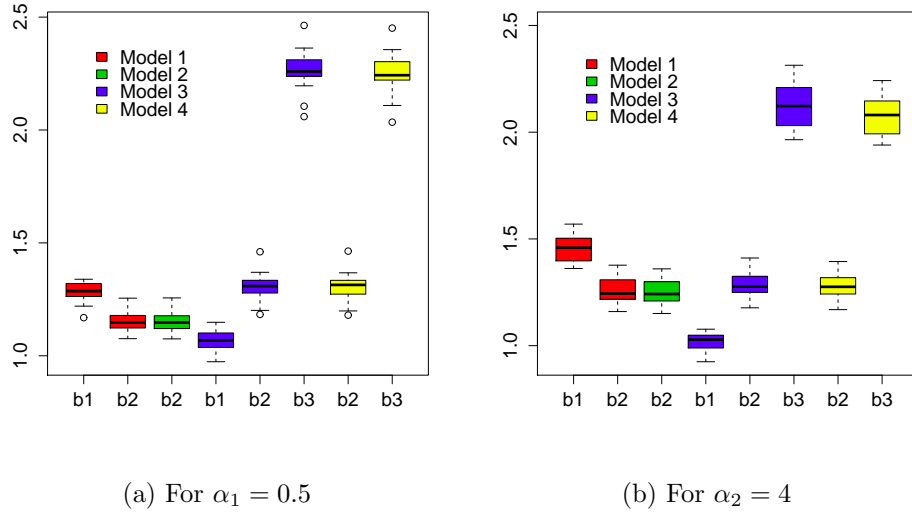 2.5
2.0
1.5
1.0
Model 1
Model 2
Model 3
Model 4
b1 b2 b2 b1 b2 b3 b2 b3
(a) For α₁ = 0.5
2.5
2.0
1.5
1.0
Model 1
Model 2
Model 3
Model 4
b1 b2 b2 b1 b2 b3 b2 b3
(b) For α₂ = 4